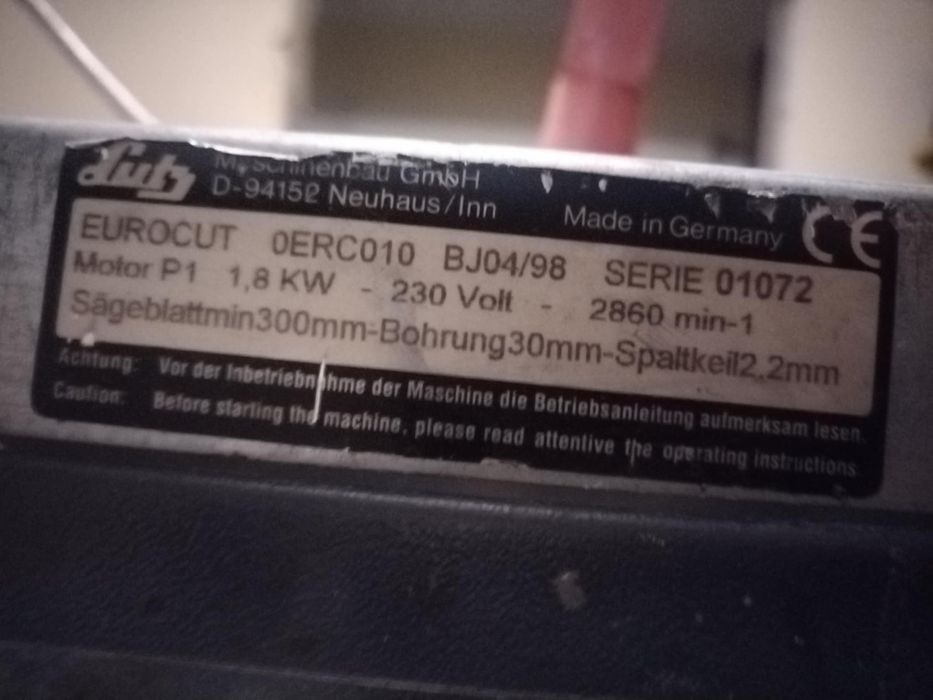 Lutz Maschinenbau GmbH
D-94152 Neuhaus/Inn
Made in Germany CE
EUROCUT 0ERC010 BJ04/98 SERIE 01072
Motor P1 1,8 KW - 230 Volt - 2860 min-1
Sägeblattmin300mm-Bohrung30mm-Spaltkeil2.2mm
Achtung: Vor der Inbetriebnahme der Maschine die Betriebsanleitung aufmerksam lesen.
Caution: Before starting the machine, please read attentive the operating instructions.